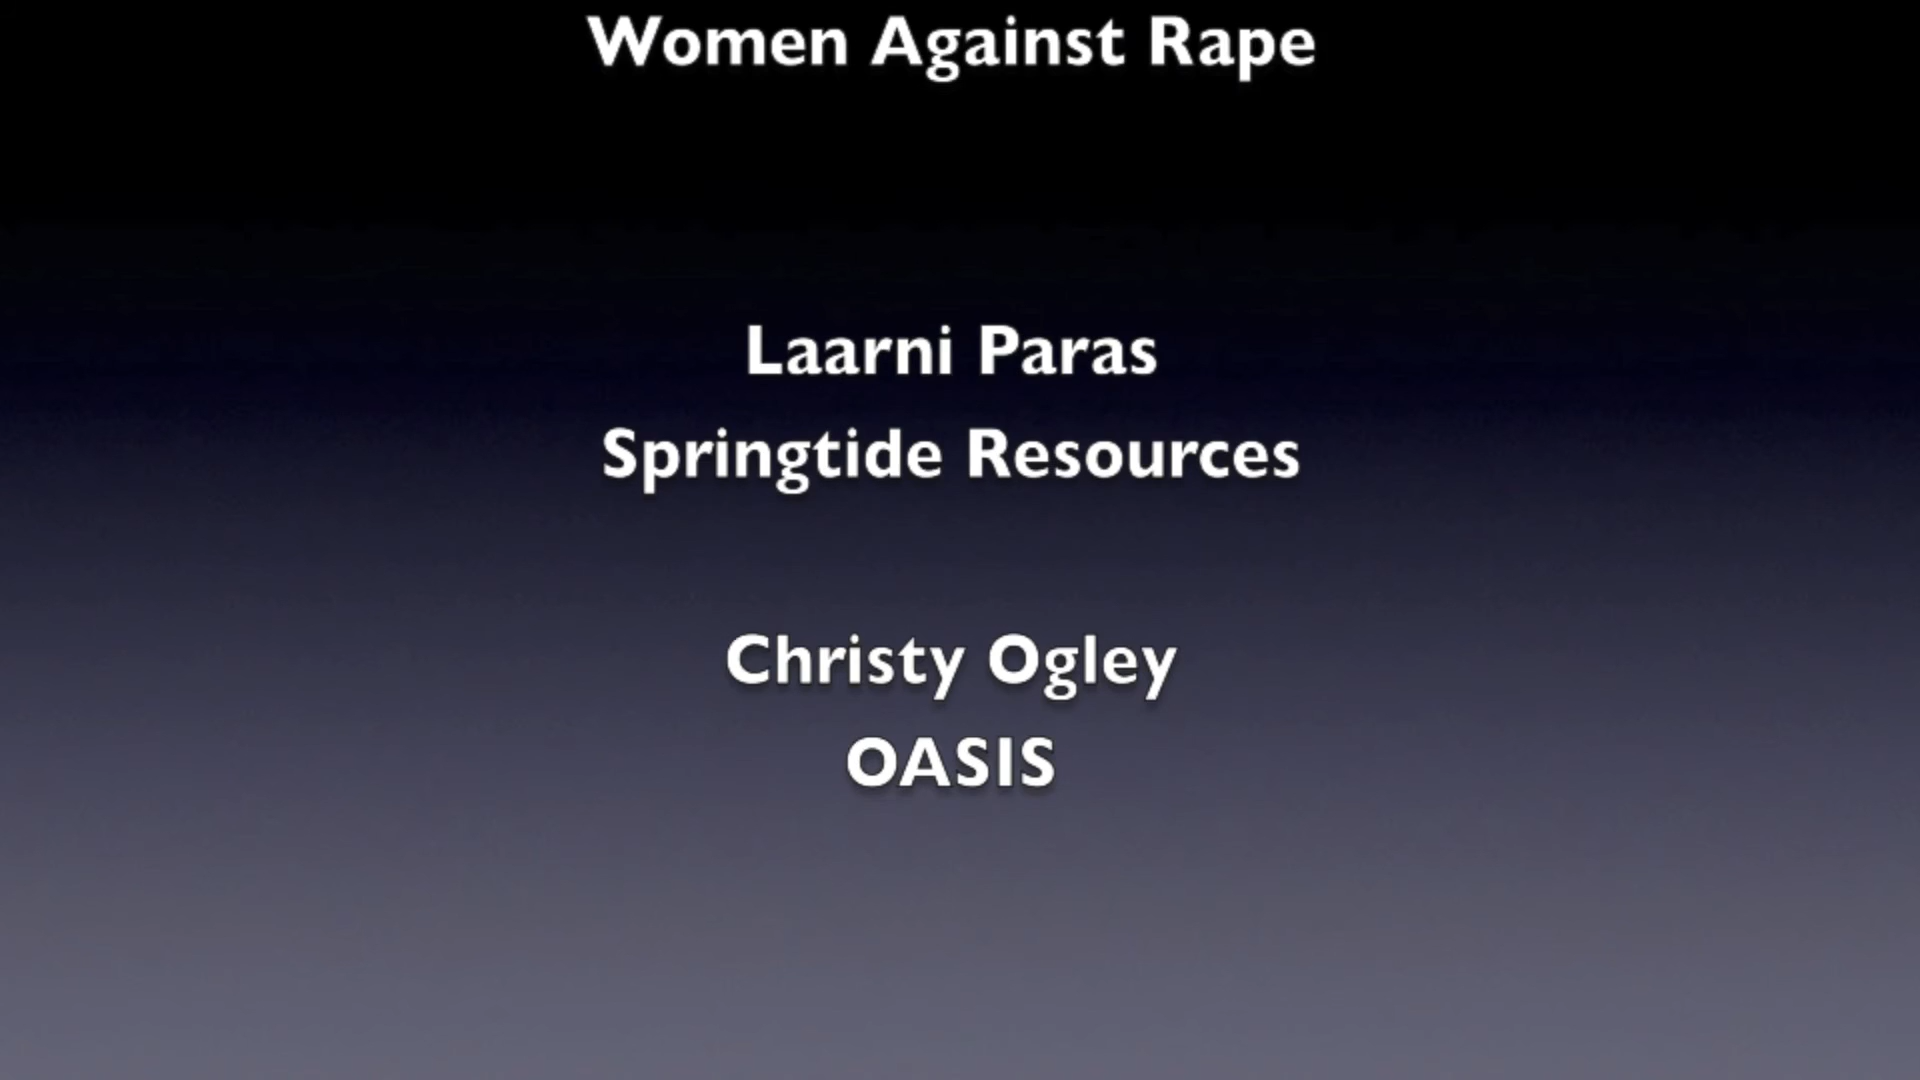 Women Against Rape
Laarni Paras
Springtide Resources
Christy Ogley
OASIS